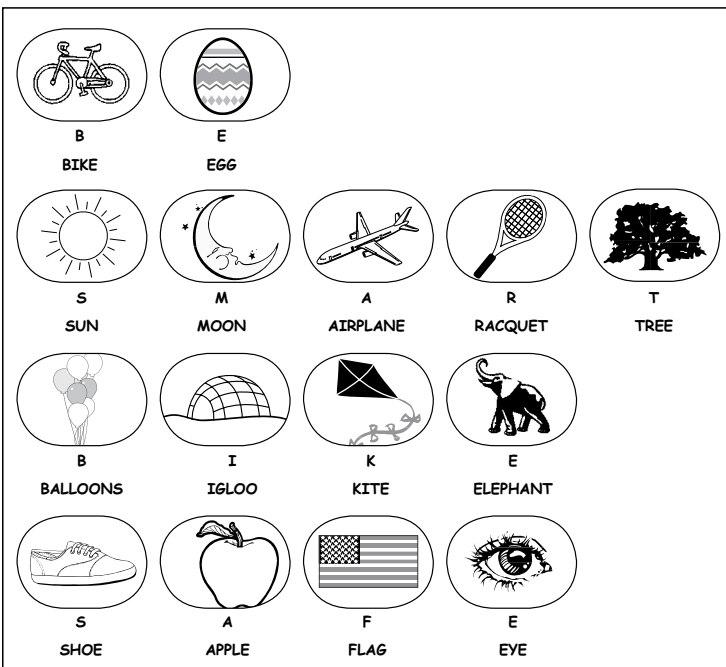 B E
BIKE EGG
S M A R T
SUN MOON AIRPLANE RACQUET TREE
B I K E
BALLOONS IGLOO KITE ELEPHANT
S A F E
SHOE APPLE FLAG EYE